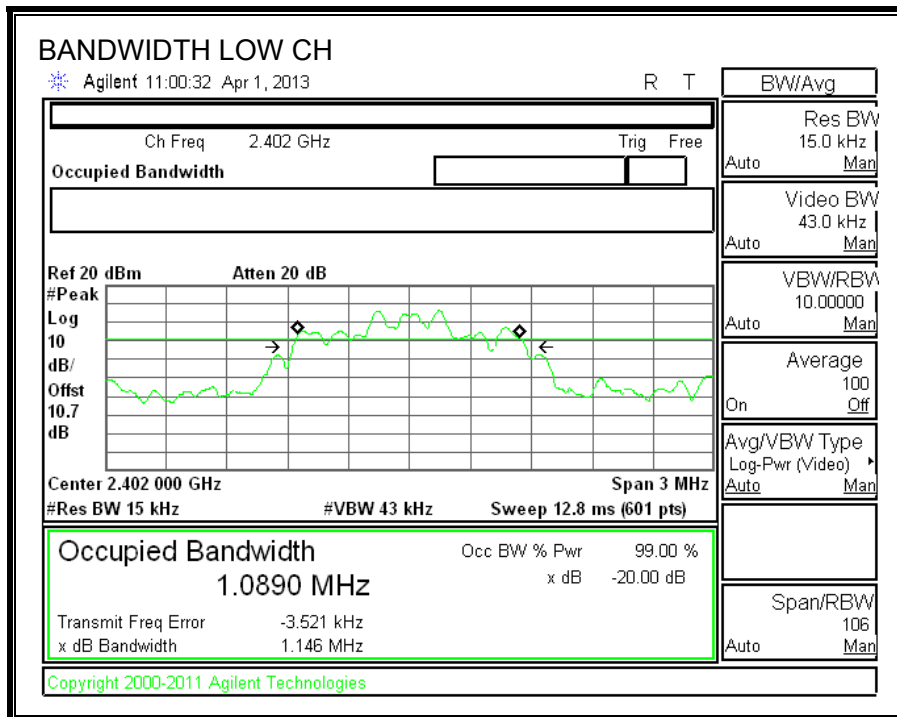 BANDWIDTH LOW CH
Agilent 11:00:32 Apr 1, 2013 R T
BW/Avg
Ch Freq 2.402 GHz Trig Free
Occupied Bandwidth
Res BW
15.0 kHz
Auto Man
Video BW
43.0 kHz
Auto Man
VBW/RBW
10.00000
Auto Man
Average
100
On Off
Avg/VBW Type
Log-Pwr (Video)
Auto Man
Span/RBW
106
Auto Man
Ref 20 dBm Atten 20 dB
#Peak
Log
10
dB/
Offst
10.7
dB
Center 2.402 000 GHz Span 3 MHz
#Res BW 15 kHz #VBW 43 kHz Sweep 12.8 ms (601 pts)
Occupied Bandwidth Occ BW % Pwr 99.00 %
1.0890 MHz x dB -20.00 dB
Transmit Freq Error -3.521 kHz
x dB Bandwidth 1.146 MHz
Copyright 2000-2011 Agilent Technologies